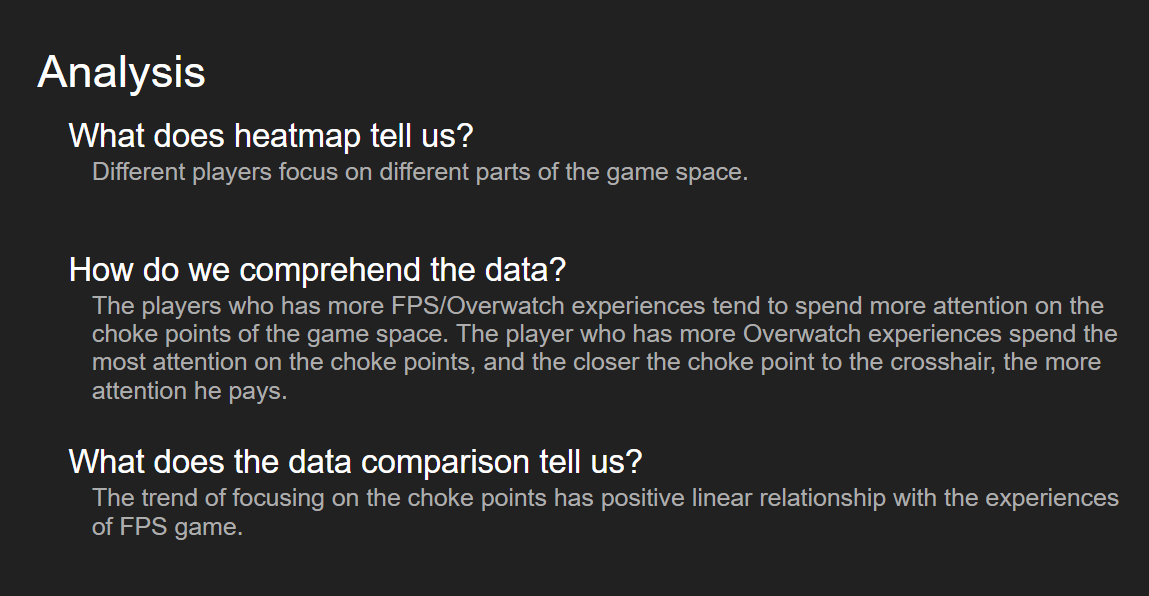 Analysis
What does heatmap tell us?
Different players focus on different parts of the game space.
How do we comprehend the data?
The players who has more FPS/Overwatch experiences tend to spend more attention on the
choke points of the game space. The player who has more Overwatch experiences spend the
most attention on the choke points, and the closer the choke point to the crosshair, the more
attention he pays.
What does the data comparison tell us?
The trend of focusing on the choke points has positive linear relationship with the experiences
of FPS game.